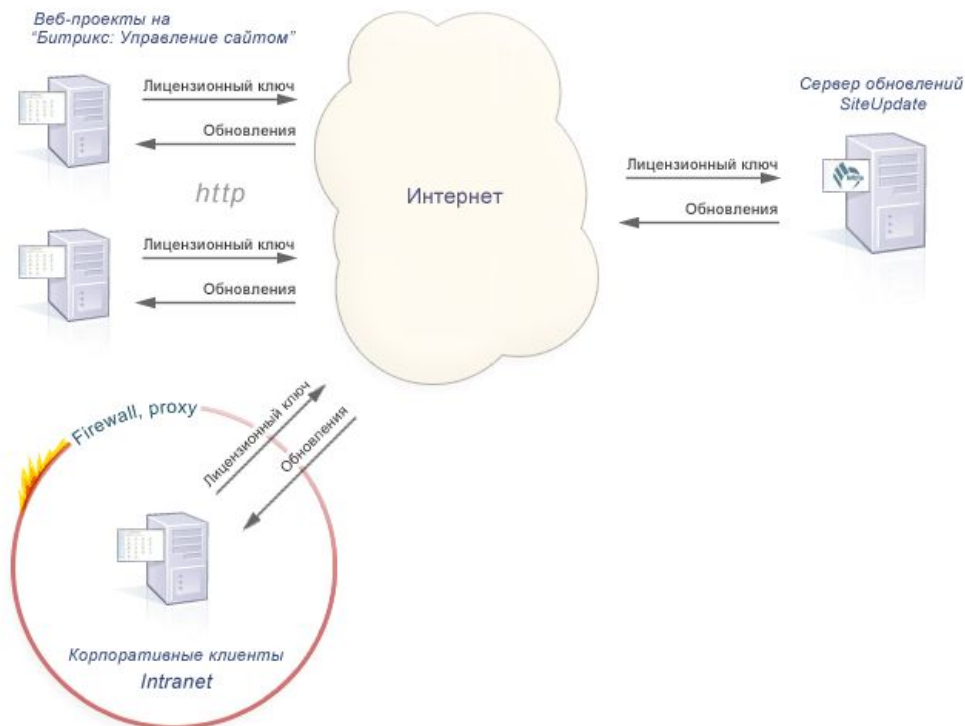 Веб-проекты на
“Битрикс: Управление сайтом”
Лицензионный ключ
Обновления
http
Лицензионный ключ
Обновления
Интернет
Сервер обновлений
SiteUpdate
Лицензионный ключ
Обновления
Firewall, proxy
Лицензионный ключ
Обновления
Корпоративные клиенты
Intranet